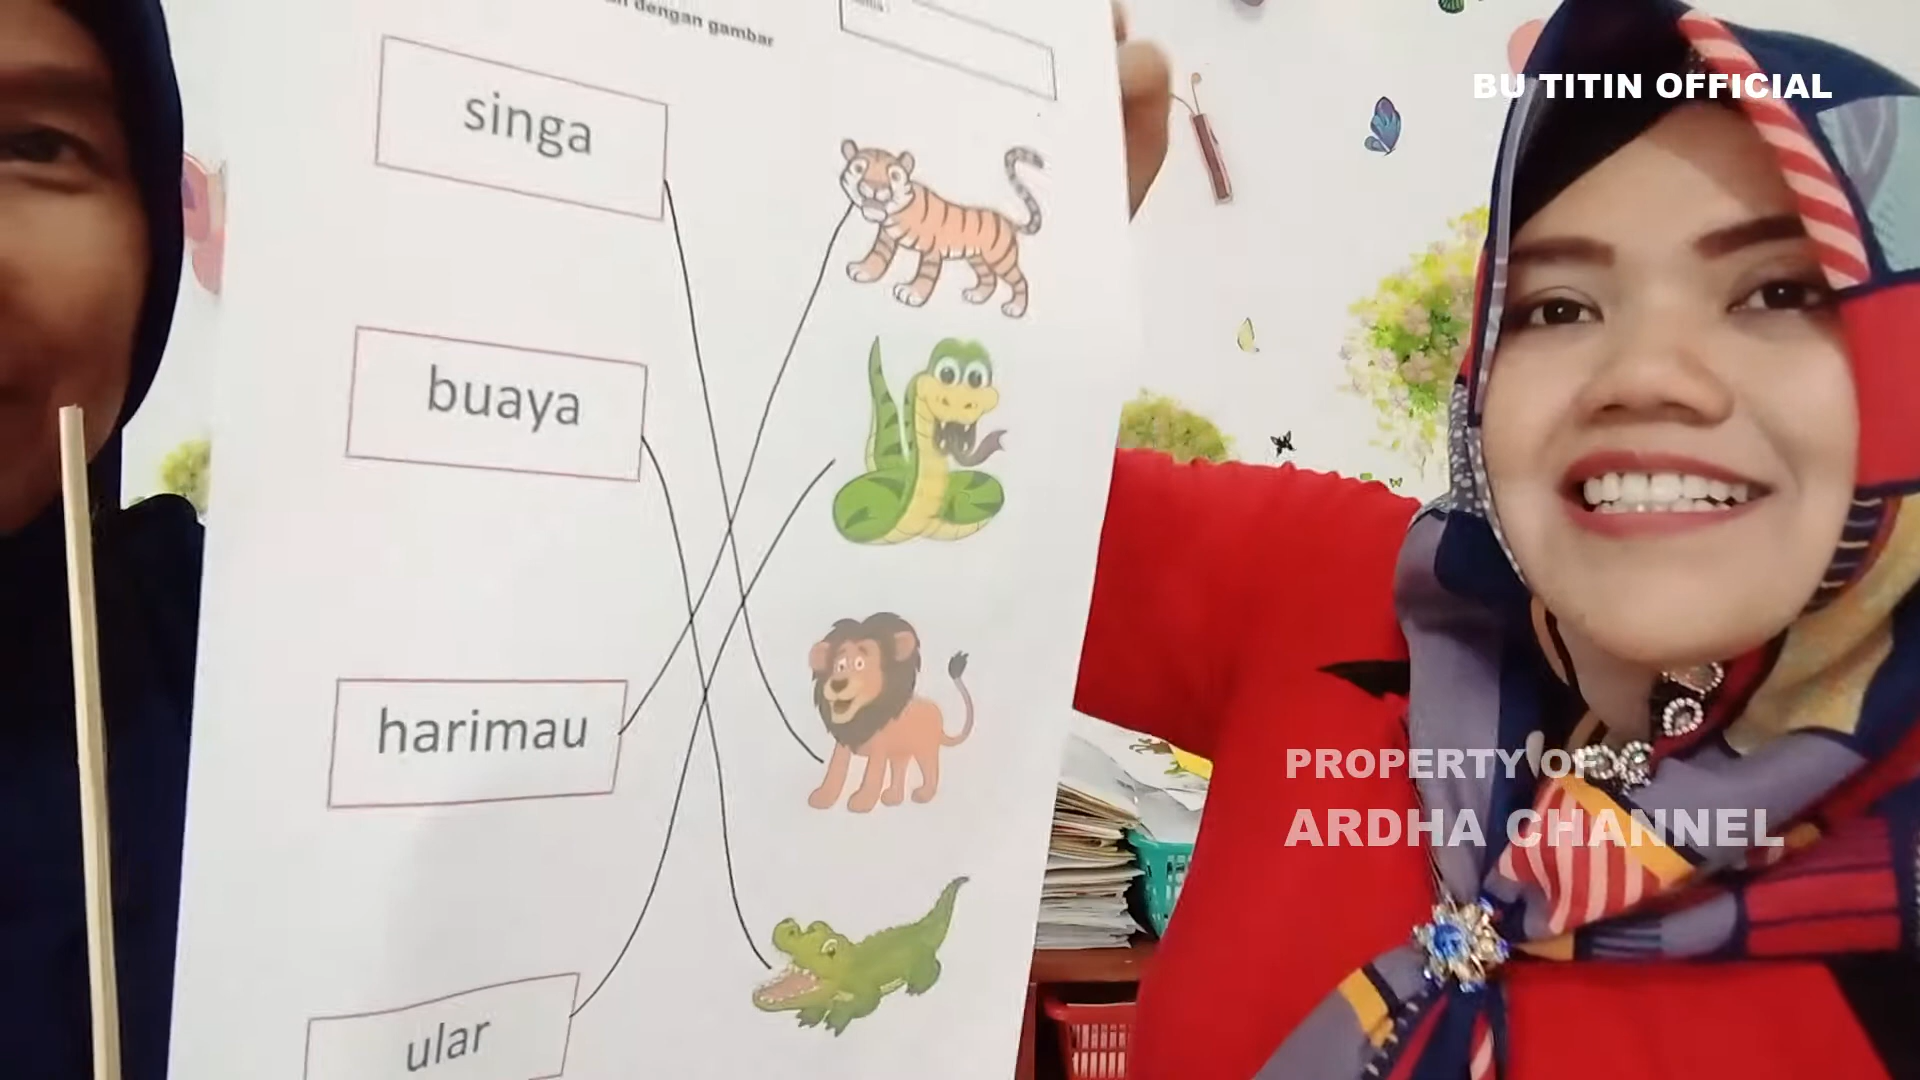 dengan gambar
BU TITIN OFFICIAL
singa
buaya
harimau
PROPERTY OF
ARDHA CHANNEL
ular